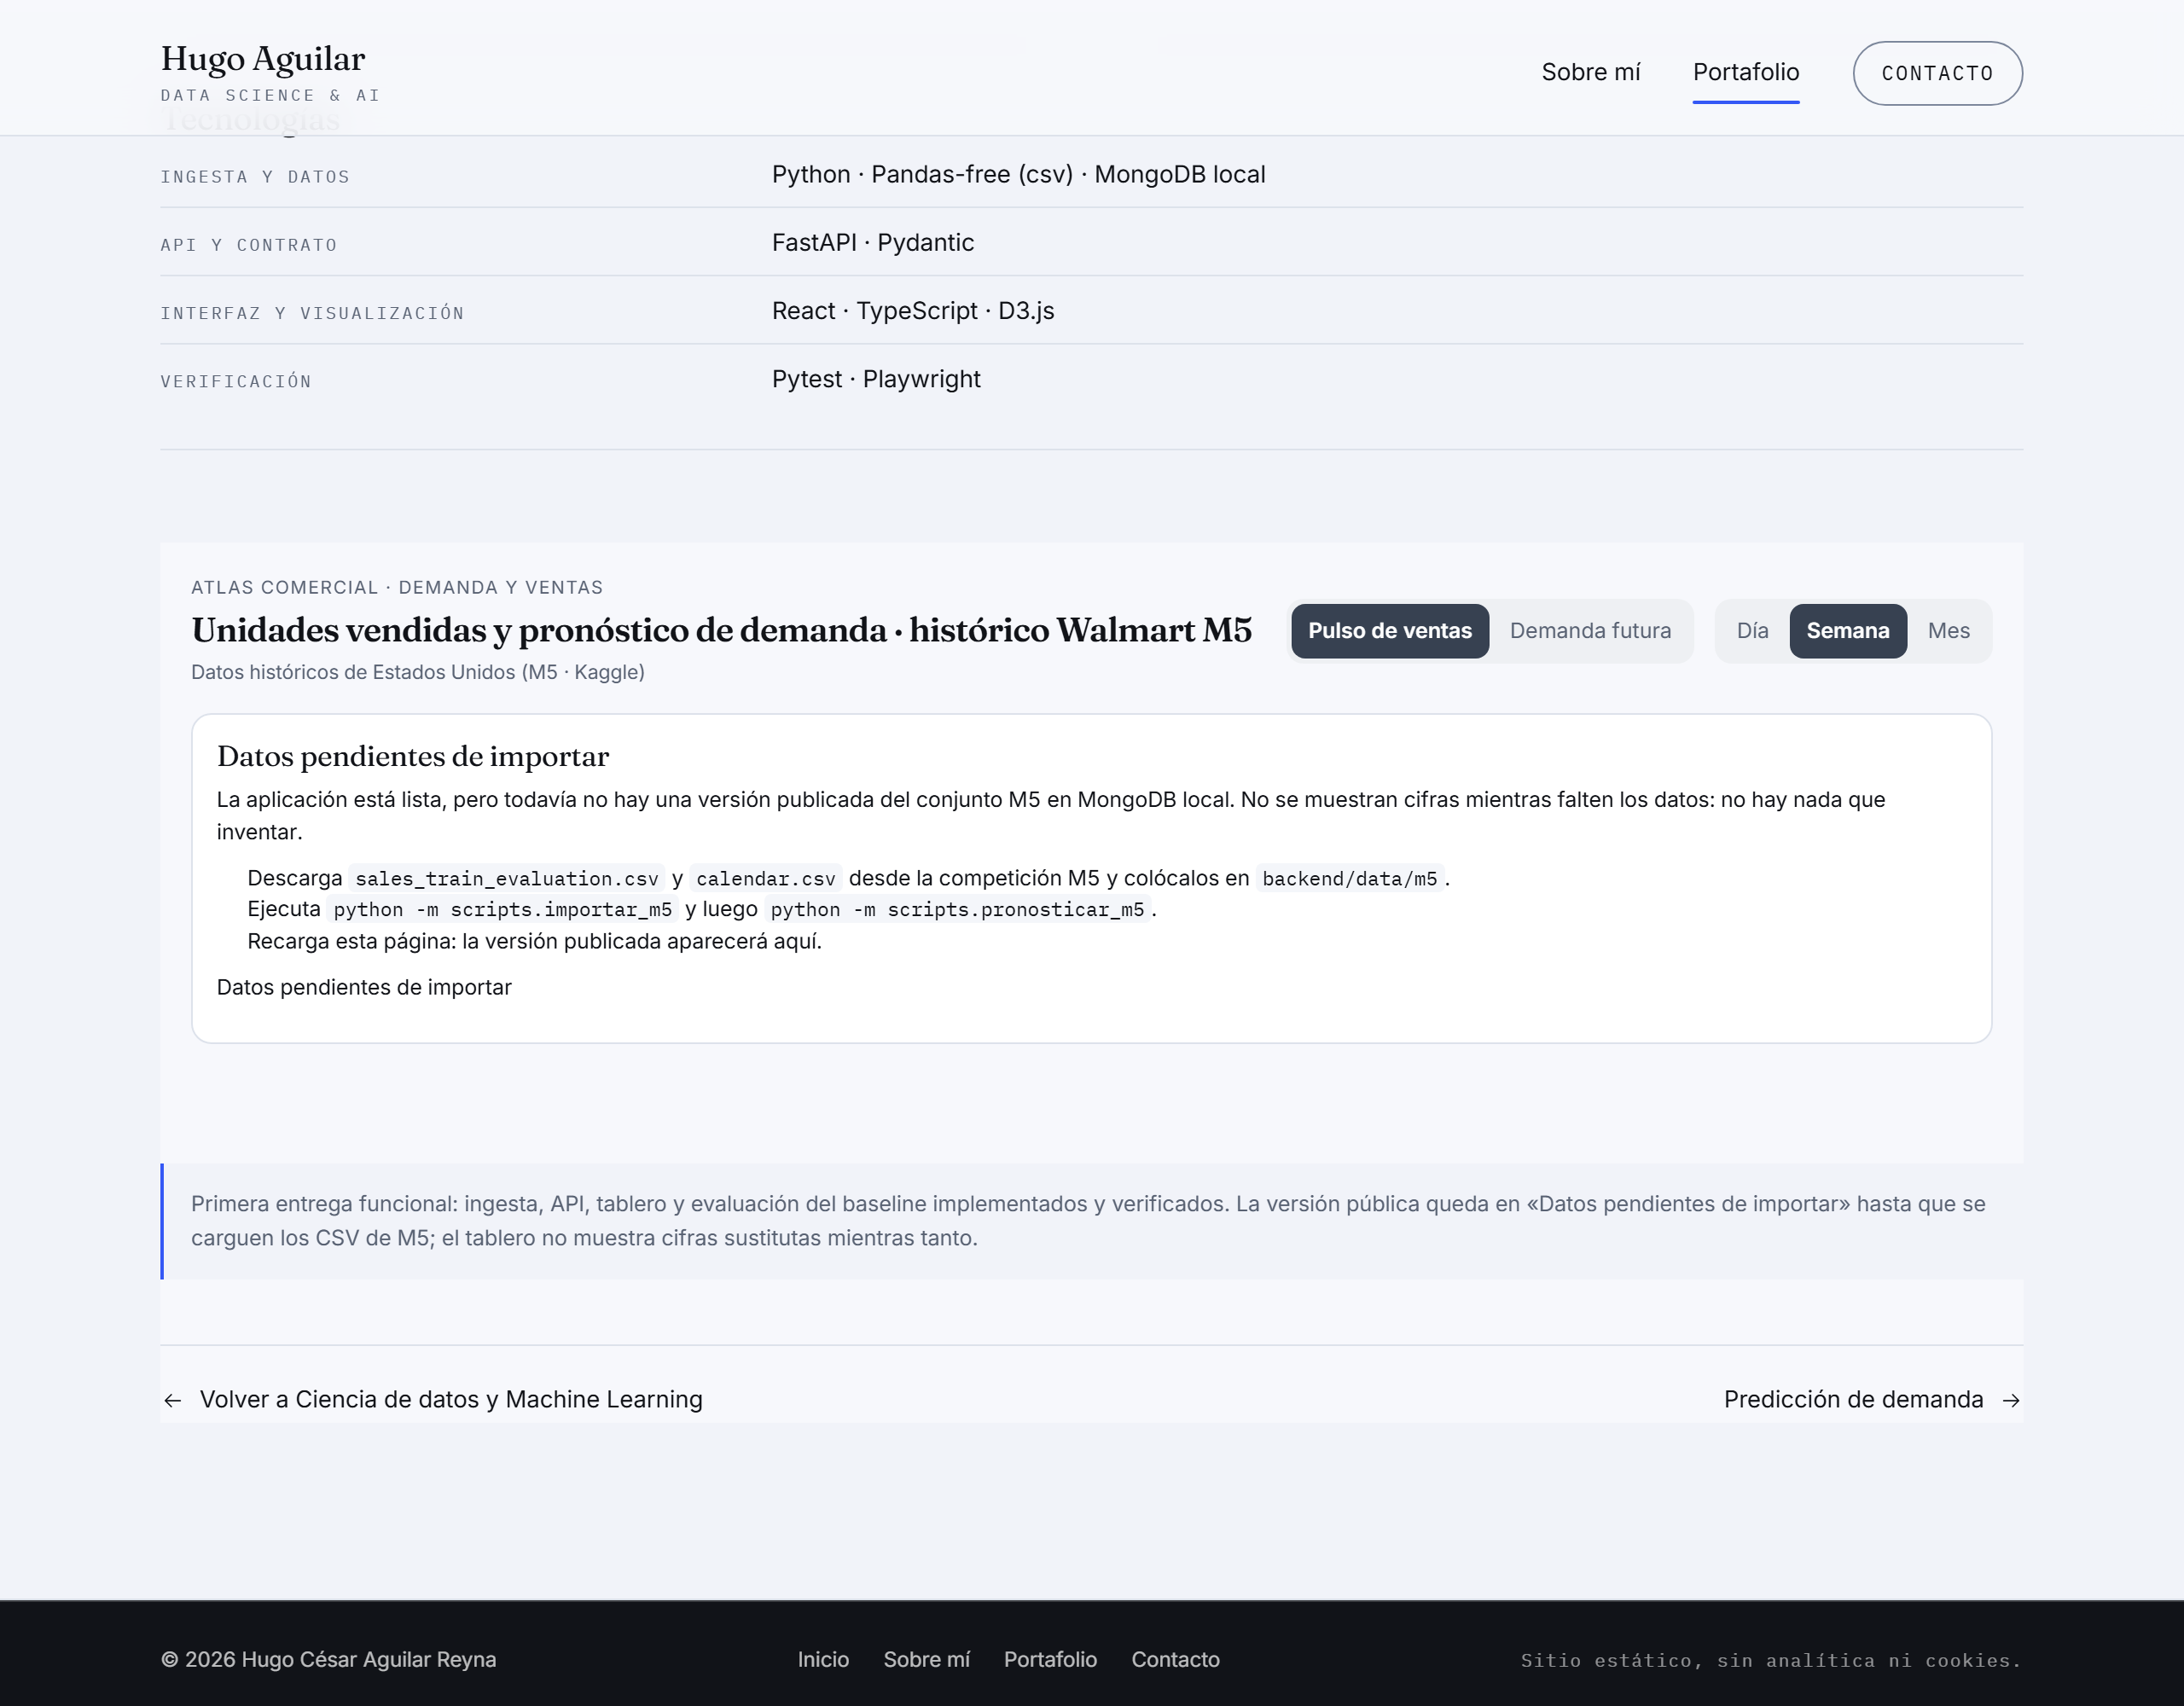 Hugo Aguilar
DATA SCIENCE & AI
Sobre mí
Portafolio
CONTACTO
Tecnologías
INGESTA Y DATOS
Python · Pandas-free (csv) · MongoDB local
API Y CONTRATO
FastAPI · Pydantic
INTERFAZ Y VISUALIZACIÓN
React · TypeScript · D3.js
VERIFICACIÓN
Pytest · Playwright
ATLAS COMERCIAL · DEMANDA Y VENTAS
Unidades vendidas y pronóstico de demanda · histórico Walmart M5
Datos históricos de Estados Unidos (M5 · Kaggle)
Pulso de ventas
Demanda futura
Día
Semana
Mes
Datos pendientes de importar
La aplicación está lista, pero todavía no hay una versión publicada del conjunto M5 en MongoDB local. No se muestran cifras mientras falten los datos: no hay nada que
inventar.
Descarga sales_train_evaluation.csv y calendar.csv desde la competición M5 y colócalos en backend/data/m5.
Ejecuta python -m scripts.importar_m5 y luego python -m scripts.pronosticar_m5.
Recarga esta página: la versión publicada aparecerá aquí.
Datos pendientes de importar
Primera entrega funcional: ingesta, API, tablero y evaluación del baseline implementados y verificados. La versión pública queda en «Datos pendientes de importar» hasta que se
carguen los CSV de M5; el tablero no muestra cifras sustitutas mientras tanto.
← Volver a Ciencia de datos y Machine Learning
Predicción de demanda →
© 2026 Hugo César Aguilar Reyna
Inicio
Sobre mí
Portafolio
Contacto
Sitio estático, sin analítica ni cookies.